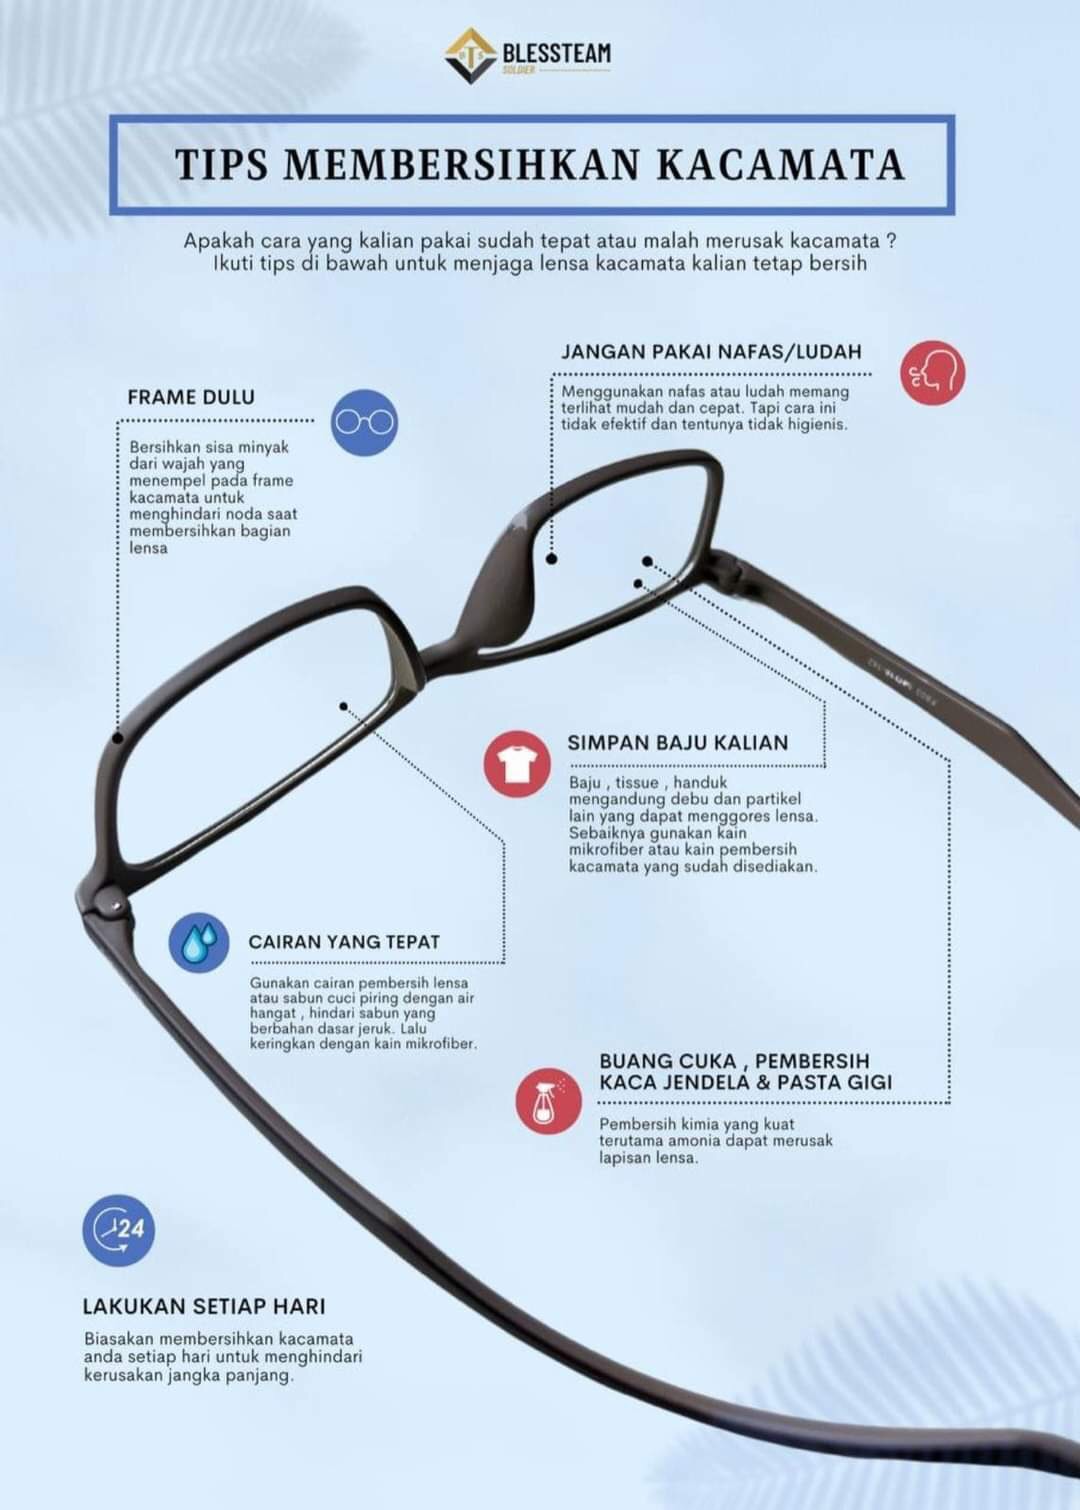 BLESSTEAM
SOLDIER
TIPS MEMBERSIHKAN KACAMATA
Apakah cara yang kalian pakai sudah tepat atau malah merusak kacamata ?
Ikuti tips di bawah untuk menjaga lensa kacamata kalian tetap bersih
JANGAN PAKAI NAFAS/LUDAH
Menggunakan nafas atau ludah memang
terlihat mudah dan cepat. Tapi cara ini
tidak efektif dan tentunya tidak higienis.
FRAME DULU
Bersihkan sisa minyak
dari wajah yang
menempel pada frame
kacamata untuk
menghindari noda saat
membersihkan bagian
lensa
SIMPAN BAJU KALIAN
Baju , tissue , handuk
mengandung debu dan partikel
lain yang dapat menggores lensa.
Sebaiknya gunakan kain
mikrofiber atau kain pembersih
kacamata yang sudah disediakan.
CAIRAN YANG TEPAT
Gunakan cairan pembersih lensa
atau sabun cuci piring dengan air
hangat , hindari sabun yang
berbahan dasar jeruk. Lalu
keringkan dengan kain mikrofiber.
BUANG CUKA , PEMBERSIH
KACA JENDELA & PASTA GIGI
Pembersih kimia yang kuat
terutama amonia dapat merusak
lapisan lensa.
24
LAKUKAN SETIAP HARI
Biasakan membersihkan kacamata
anda setiap hari untuk menghindari
kerusakan jangka panjang.